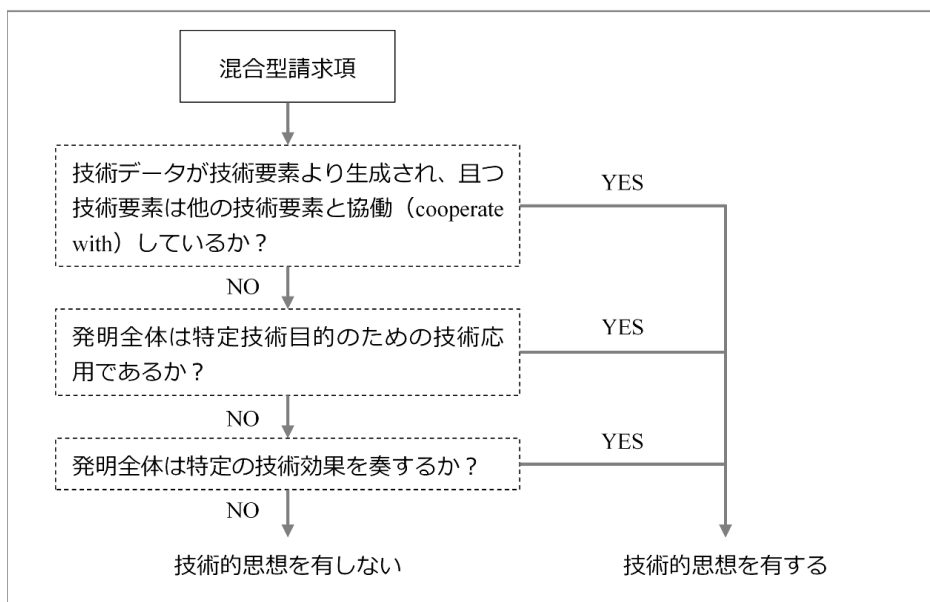 混合型請求項
技術データが技術要素より生成され、且つ
技術要素は他の技術要素と協働（cooperate
with）しているか？
YES
NO
発明全体は特定技術目的のための技術応
用であるか？
YES
NO
発明全体は特定の技術効果を奏するか？
YES
NO
技術的思想を有しない
技術的思想を有する